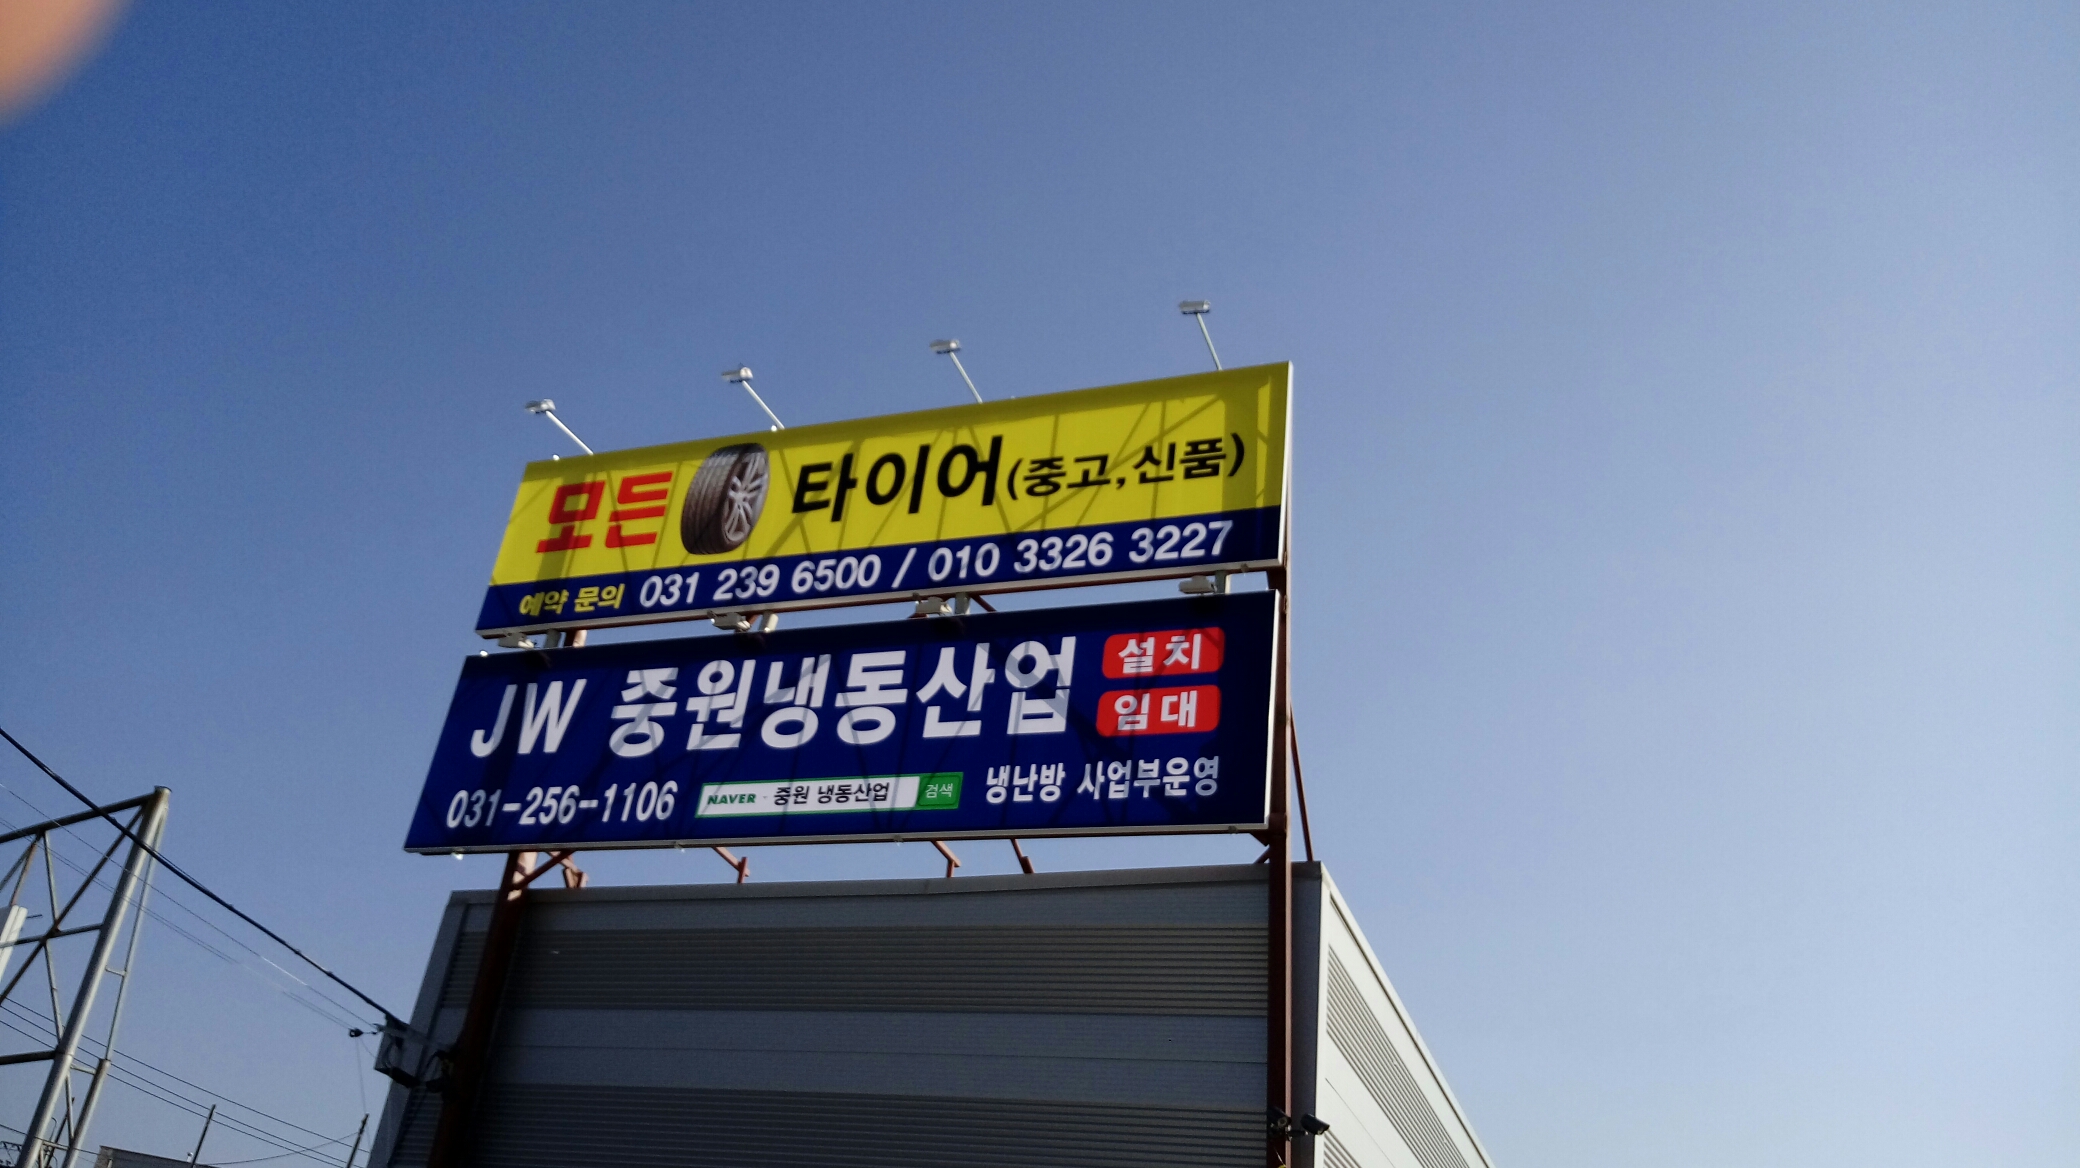 모든 타이어(중고,신품)
예약 문의 031 239 6500 / 010 3326 3227
JW 중원냉동산업 설치 임대
031-256-1106 NAVER 중원 냉동산업 검색 냉난방 사업부운영